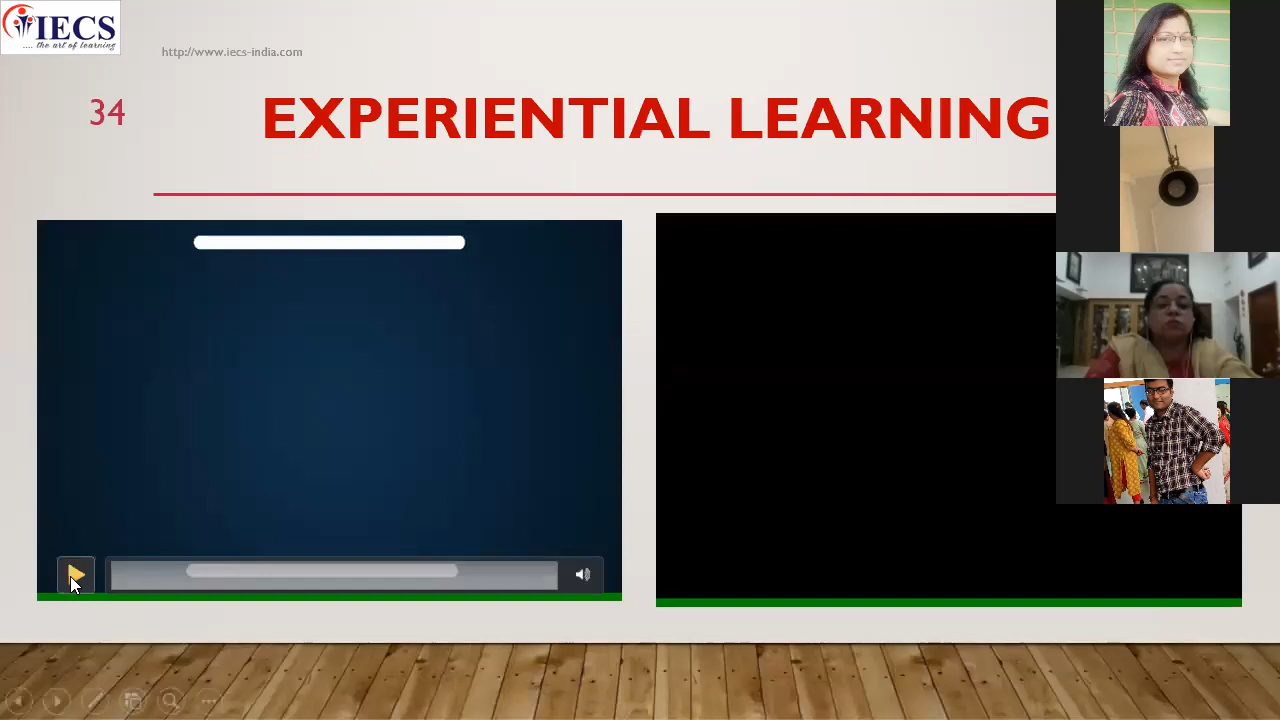 IECS
.... the art of learning
http://www.iecs-india.com
34
EXPERIENTIAL LEARNING